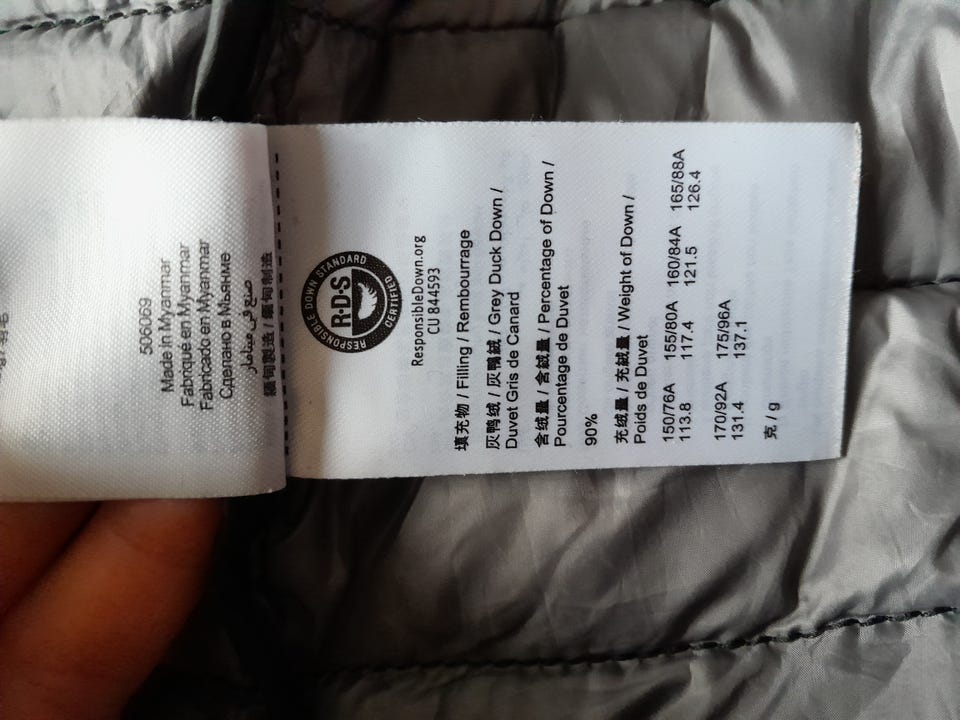 506069
Made in Myanmar
Fabriqué en Myanmar
Fabricado en Myanmar
Сделано в Мьянме
صنع في ميانمار
缅甸製造 / 缅甸制造
RESPONSIBLE DOWN STANDARD
R·D·S
CERTIFIED
ResponsibleDown.org
CU 844593
填充物 / Filling / Rembourrage
灰鸭绒 / 灰鴨絨 / Grey Duck Down /
Duvet Gris de Canard
含绒量 / 含絨量 / Percentage of Down /
Pourcentage de Duvet
90%
充绒量 / 充絨量 / Weight of Down /
Poids de Duvet
150/76A 155/80A 160/84A 165/88A
113.8 117.4 121.5 126.4
170/92A 175/96A
131.4 137.1
克 / g